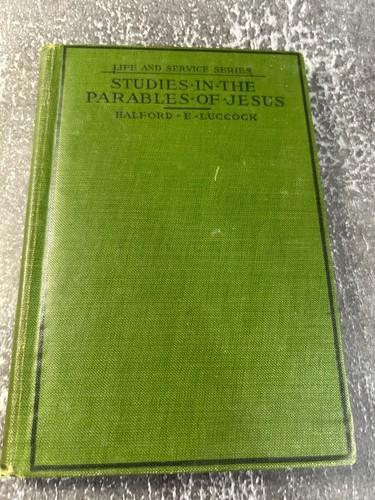 LIFE AND SERVICE SERIES
STUDIES·IN·THE
PARABLES·OF·JESUS
HALFORD·E·LUCCOCK